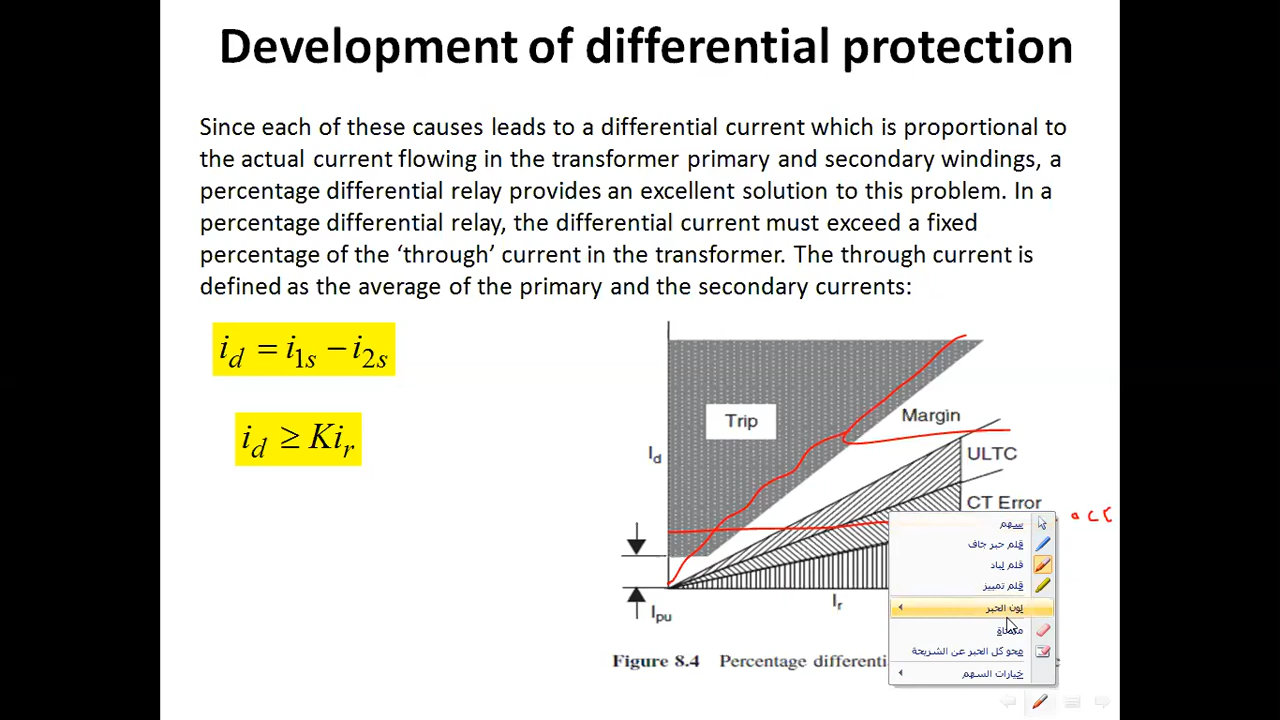 Development of differential protection
Since each of these causes leads to a differential current which is proportional to
the actual current flowing in the transformer primary and secondary windings, a
percentage differential relay provides an excellent solution to this problem. In a
percentage differential relay, the differential current must exceed a fixed
percentage of the ‘through’ current in the transformer. The through current is
defined as the average of the primary and the secondary currents:
i_d = i_1s − i_2s
i_d ≥ Ki_r
Trip
Margin
I_d
ULTC
CT Error
I_r
I_pu
سهم
قلم حبر جاف
قلم لباد
قلم تمييز
لون الحبر
ممحاة
محو كل الحبر عن الشريحة
خيارات السهم
Figure 8.4 Percentage differenti